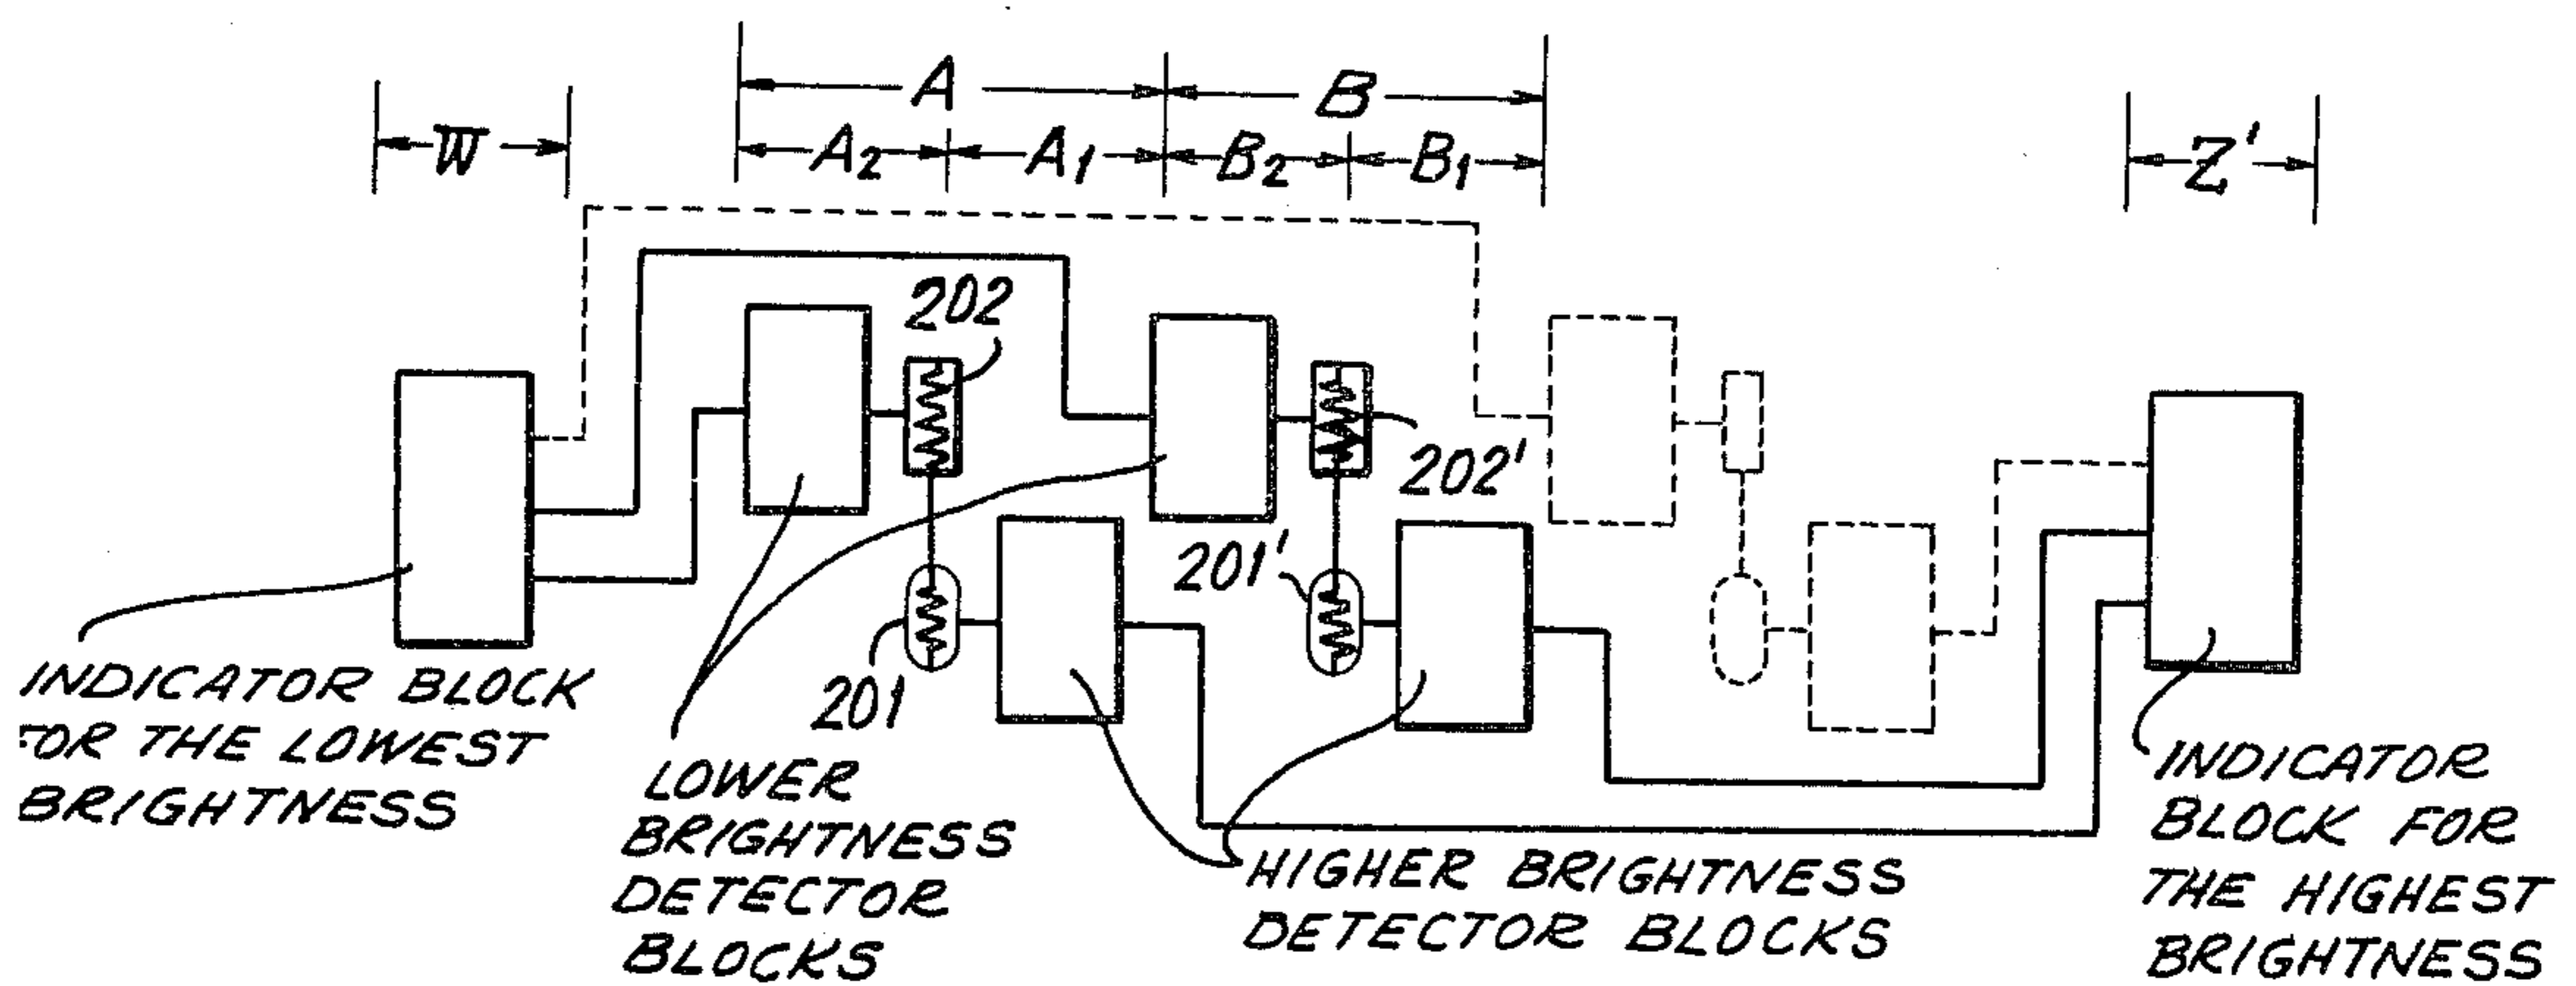 A
B
W
A2
A1
B2
B1
Z'
202
202'
201'
201
INDICATOR BLOCK
FOR THE LOWEST
BRIGHTNESS
LOWER
BRIGHTNESS
DETECTOR
BLOCKS
HIGHER BRIGHTNESS
DETECTOR BLOCKS
INDICATOR
BLOCK FOR
THE HIGHEST
BRIGHTNESS